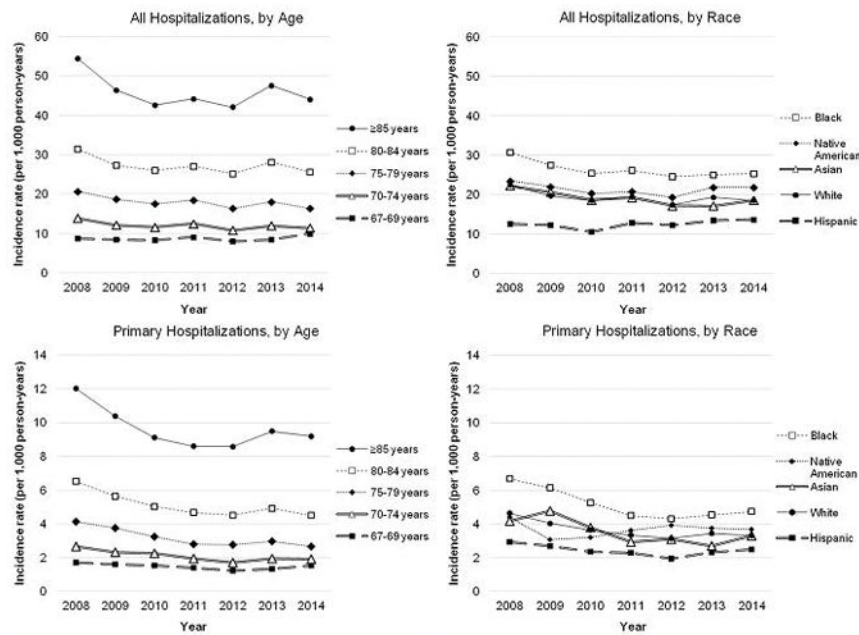 All Hospitalizations, by Age
Incidence rate (per 1,000 person-years)
60
50
40
30
20
10
0
2008 2009 2010 2011 2012 2013 2014
Year
≥85 years
80-84 years
75-79 years
70-74 years
67-69 years
All Hospitalizations, by Race
Incidence rate (per 1,000 person-years)
60
50
40
30
20
10
0
2008 2009 2010 2011 2012 2013 2014
Year
Black
Native
American
Asian
White
Hispanic
Primary Hospitalizations, by Age
Incidence rate (per 1,000 person-years)
14
12
10
8
6
4
2
0
2008 2009 2010 2011 2012 2013 2014
Year
≥85 years
80-84 years
75-79 years
70-74 years
67-69 years
Primary Hospitalizations, by Race
Incidence rate (per 1,000 person-years)
14
12
10
8
6
4
2
0
2008 2009 2010 2011 2012 2013 2014
Year
Black
Native
American
Asian
White
Hispanic